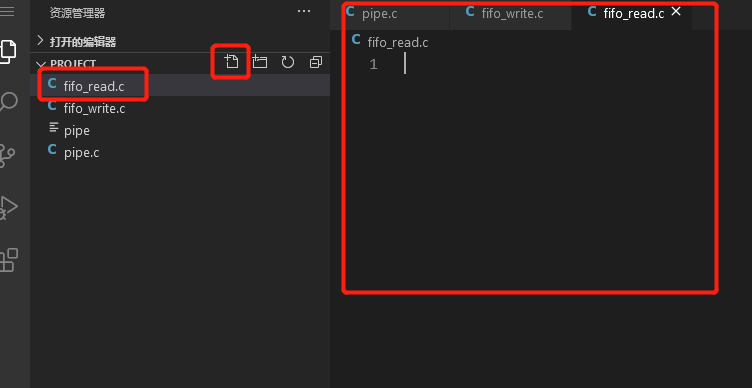 资源管理器
···
打开的编辑器
PROJECT
C fifo_read.c
C fifo_write.c
pipe
C pipe.c
C pipe.c
C fifo_write.c
C fifo_read.c ×
C fifo_read.c
1